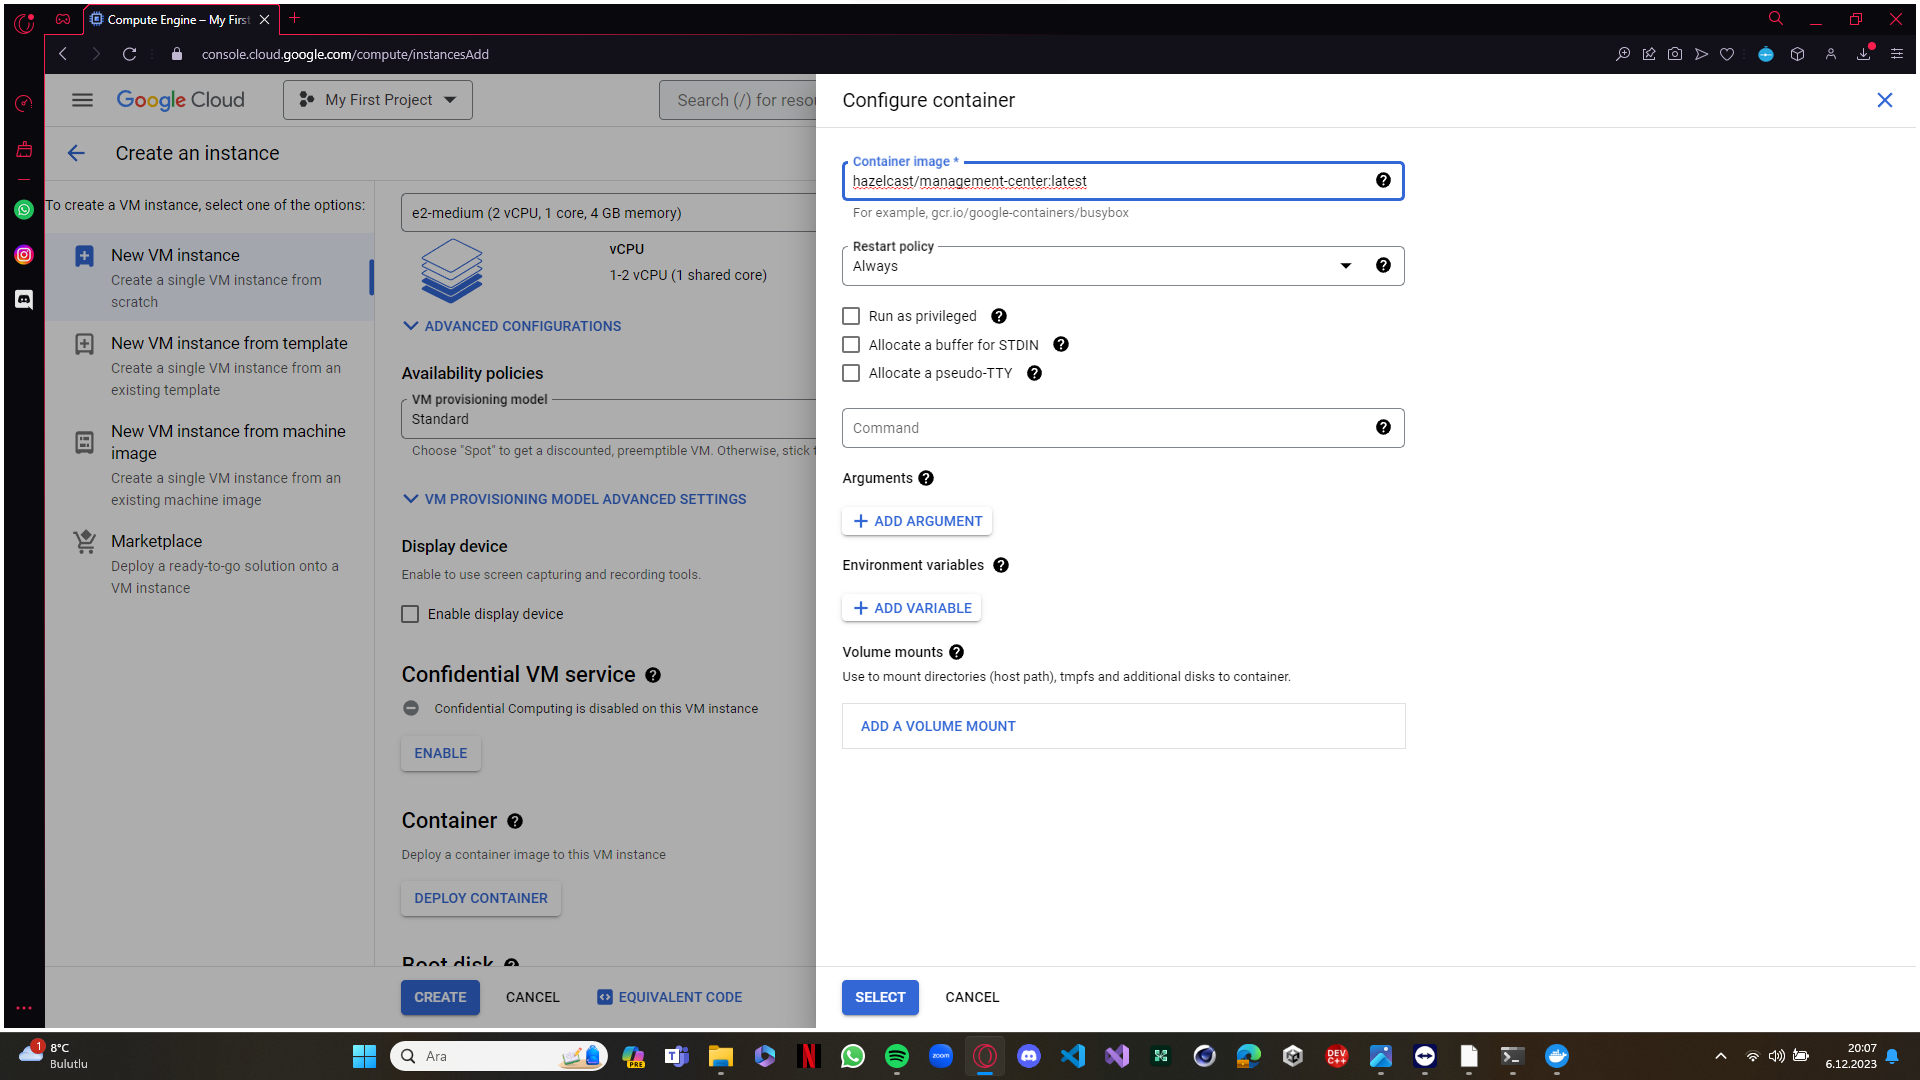 Compute Engine – My First
console.cloud.google.com/compute/instancesAdd
Google Cloud
My First Project
Search (/) for resou
Create an instance
To create a VM instance, select one of the options:
New VM instance
Create a single VM instance from
scratch
New VM instance from template
Create a single VM instance from an
existing template
New VM instance from machine
image
Create a single VM instance from an
existing machine image
Marketplace
Deploy a ready-to-go solution onto a
VM instance
e2-medium (2 vCPU, 1 core, 4 GB memory)
vCPU
1-2 vCPU (1 shared core)
ADVANCED CONFIGURATIONS
Availability policies
VM provisioning model
Standard
Choose "Spot" to get a discounted, preemptible VM. Otherwise, stick t
VM PROVISIONING MODEL ADVANCED SETTINGS
Display device
Enable to use screen capturing and recording tools.
Enable display device
Confidential VM service
Confidential Computing is disabled on this VM instance
ENABLE
Container
Deploy a container image to this VM instance
DEPLOY CONTAINER
Boot disk
CREATE
CANCEL
EQUIVALENT CODE
Configure container
Container image *
hazelcast/management-center:latest
For example, gcr.io/google-containers/busybox
Restart policy
Always
Run as privileged
Allocate a buffer for STDIN
Allocate a pseudo-TTY
Command
Arguments
ADD ARGUMENT
Environment variables
ADD VARIABLE
Volume mounts
Use to mount directories (host path), tmpfs and additional disks to container.
ADD A VOLUME MOUNT
SELECT
CANCEL
1
8°C
Bulutlu
Ara
PRE
zoom
DEV
C++
20:07
6.12.2023